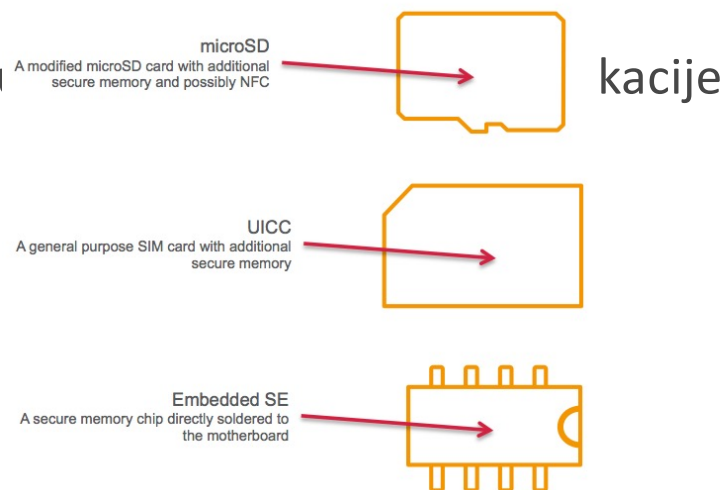 microSD
A modified microSD card with additional
secure memory and possibly NFC
kacije
UICC
A general purpose SIM card with additional
secure memory
Embedded SE
A secure memory chip directly soldered to
the motherboard